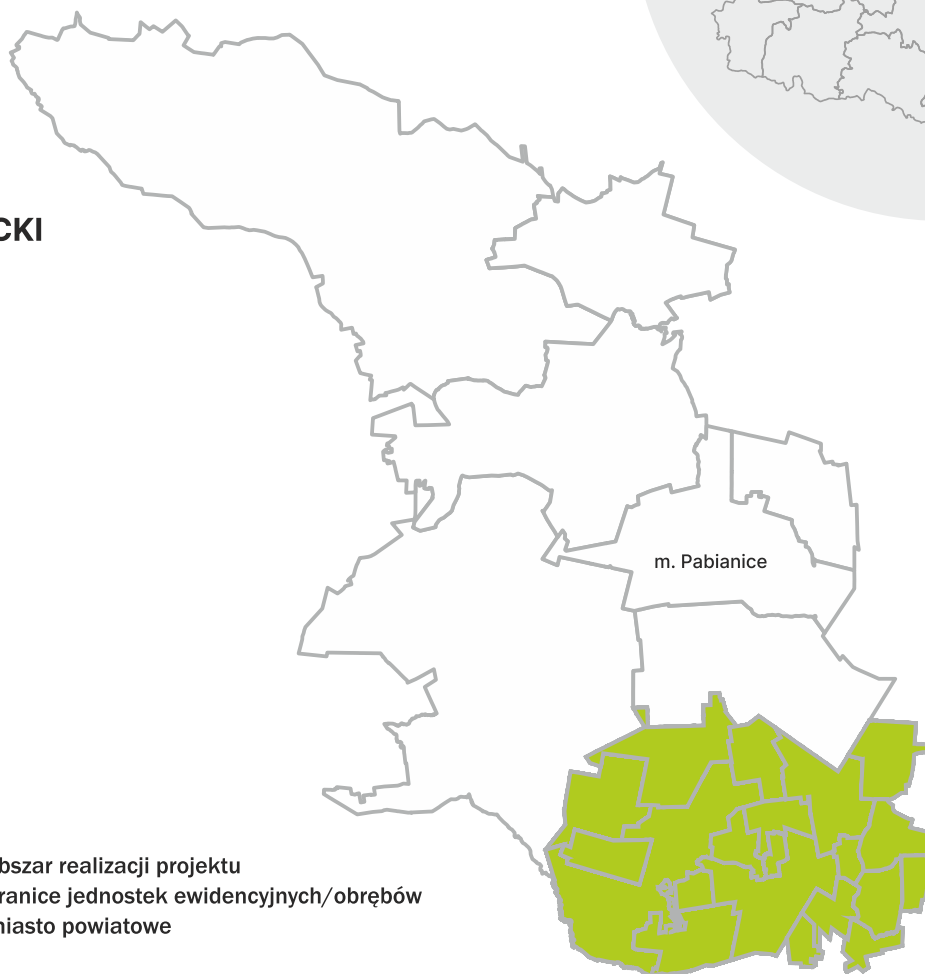 CKI
m. Pabianice
bszar realizacji projektu
ranice jednostek ewidencyjnych/obrębów
niasto powiatowe